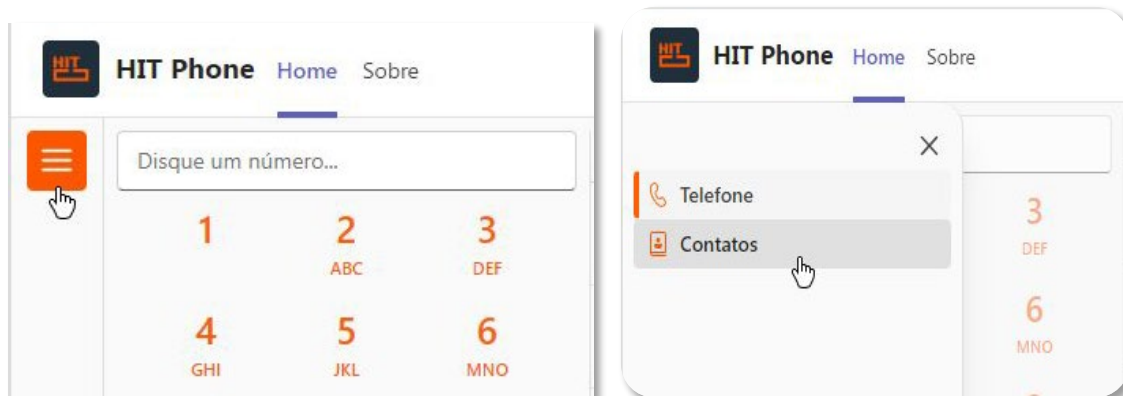 HIT
HIT Phone Home Sobre
Disque um número...
1 2 3
ABC DEF
4 5 6
GHI JKL MNO
HIT
HIT Phone Home Sobre
Telefone
Contatos
3
DEF
6
MNO